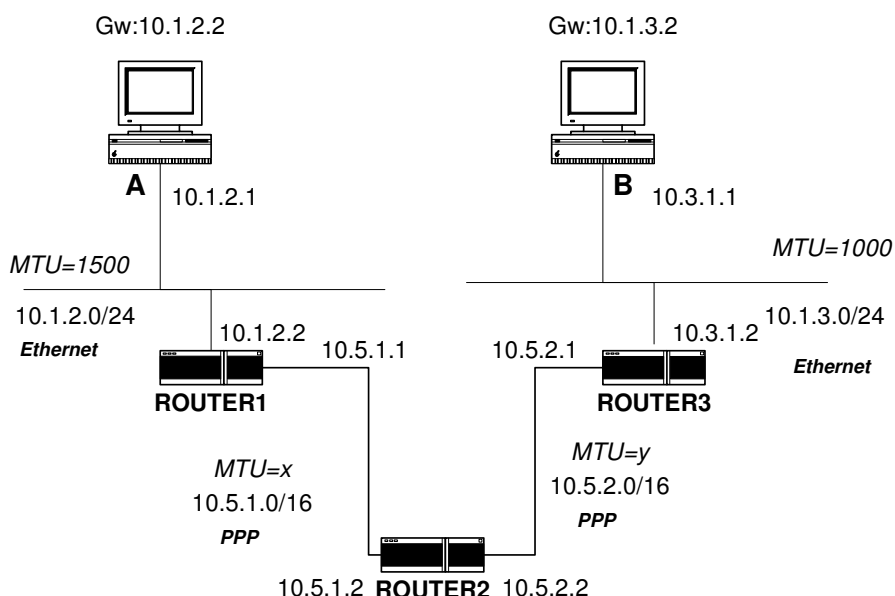 Gw:10.1.2.2
Gw:10.1.3.2
A
10.1.2.1
B
10.3.1.1
MTU=1500
MTU=1000
10.1.2.0/24
Ethernet
10.1.2.2
10.5.1.1
10.5.2.1
10.3.1.2
10.1.3.0/24
Ethernet
ROUTER1
ROUTER3
MTU=x
10.5.1.0/16
PPP
MTU=y
10.5.2.0/16
PPP
10.5.1.2
ROUTER2
10.5.2.2